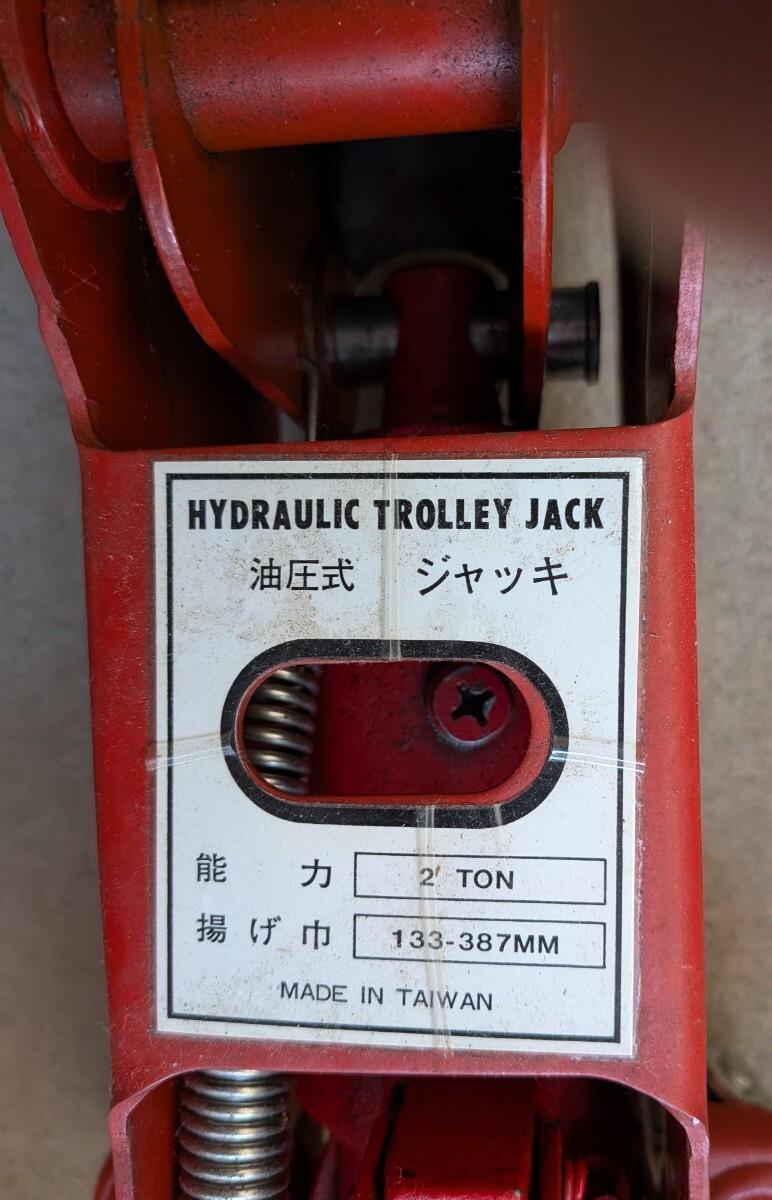 HYDRAULIC TROLLEY JACK
油圧式 ジャッキ
能力 2 TON
揚げ巾 133-387MM
MADE IN TAIWAN